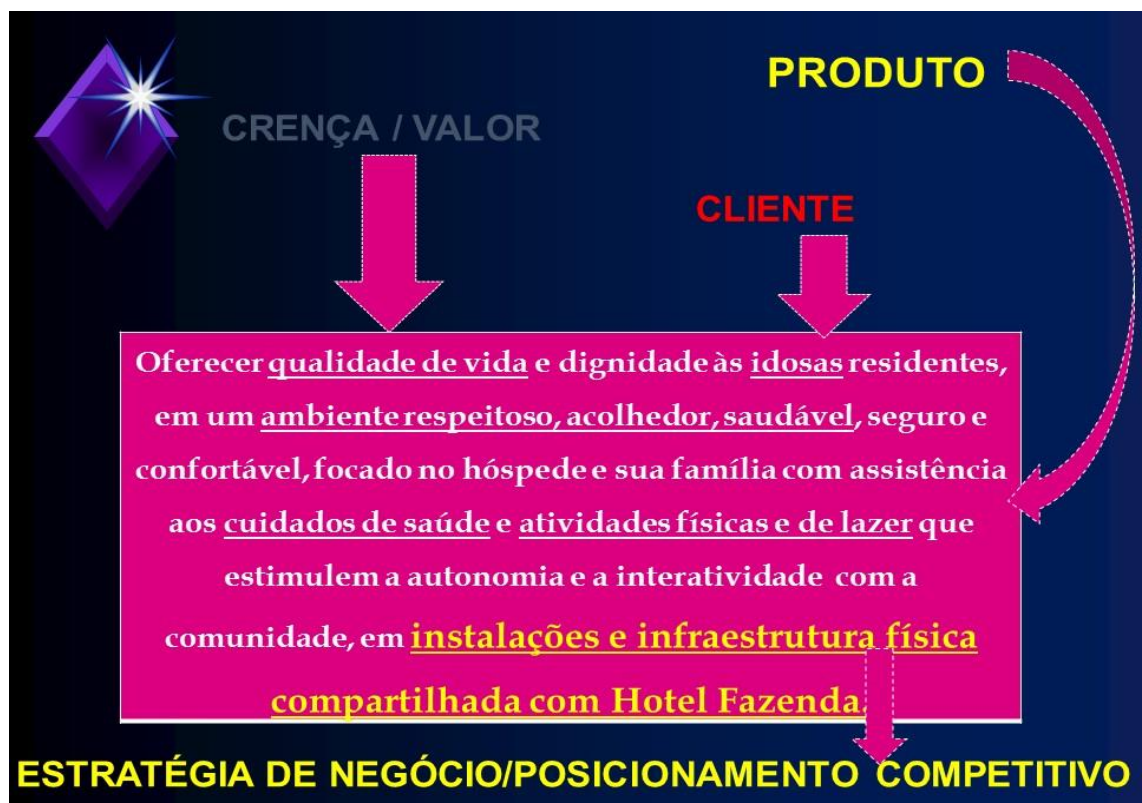 PRODUTO
CRENÇA / VALOR
CLIENTE
Oferecer qualidade de vida e dignidade às idosas residentes,
em um ambiente respeitoso, acolhedor, saudável, seguro e
confortável, focado no hóspede e sua família com assistência
aos cuidados de saúde e atividades físicas e de lazer que
estimulem a autonomia e a interatividade com a
comunidade, em instalações e infraestrutura física
compartilhada com Hotel Fazenda.
ESTRATÉGIA DE NEGÓCIO/POSICIONAMENTO COMPETITIVO